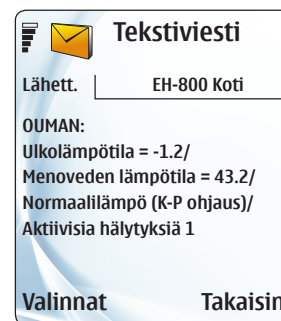 Tekstiviesti
Lähett. EH-800 Koti
OUMAN:
Ulkolämpötila = -1.2/
Menoveden lämpötila = 43.2/
Normaalilämpö (K-P ohjaus)/
Aktiivisia hälytyksiä 1
Valinnat Takaisin